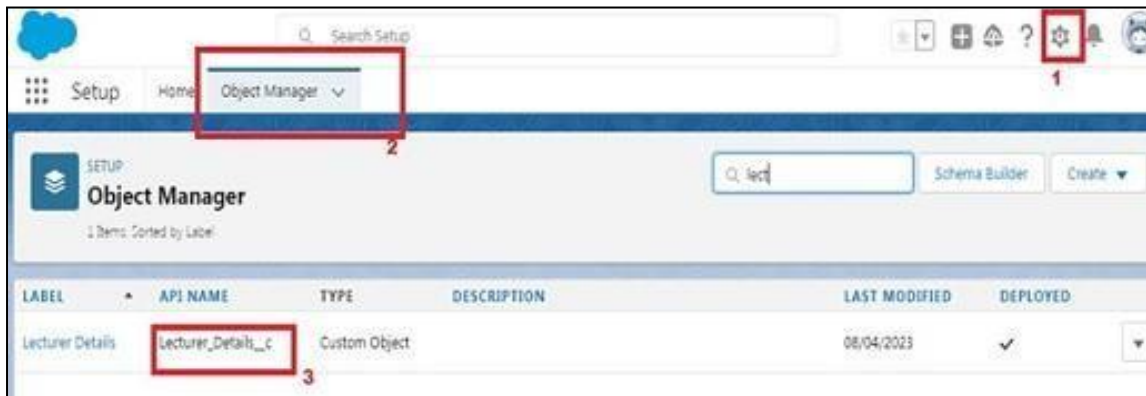 Search Setup
1
Setup Home Object Manager
2
SETUP
Object Manager
1 Items, Sorted by Label
lect
Schema Builder Create
LABEL API NAME TYPE DESCRIPTION LAST MODIFIED DEPLOYED
Lecturer Details Lecturer_Details__c Custom Object 08/04/2023
3